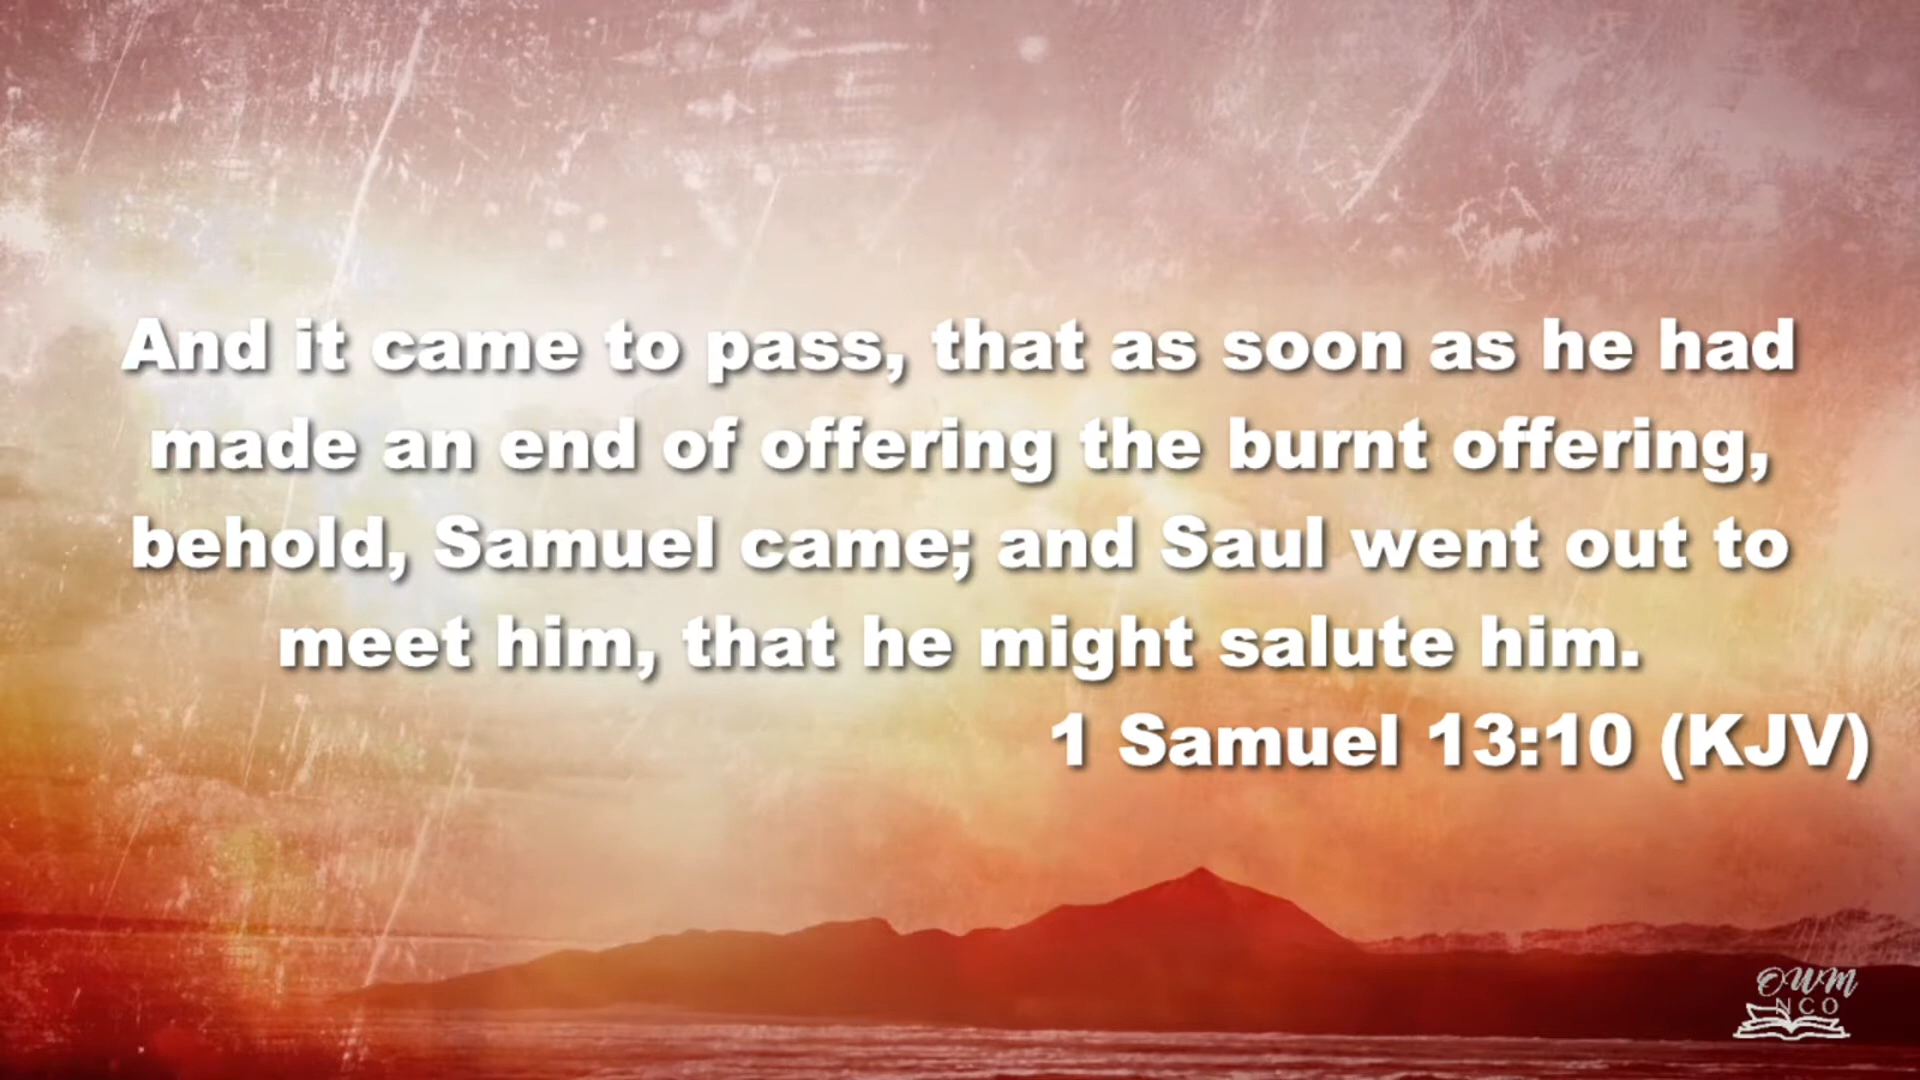 And it came to pass, that as soon as he had
made an end of offering the burnt offering,
behold, Samuel came; and Saul went out to
meet him, that he might salute him.
1 Samuel 13:10 (KJV)
OWM
NCO